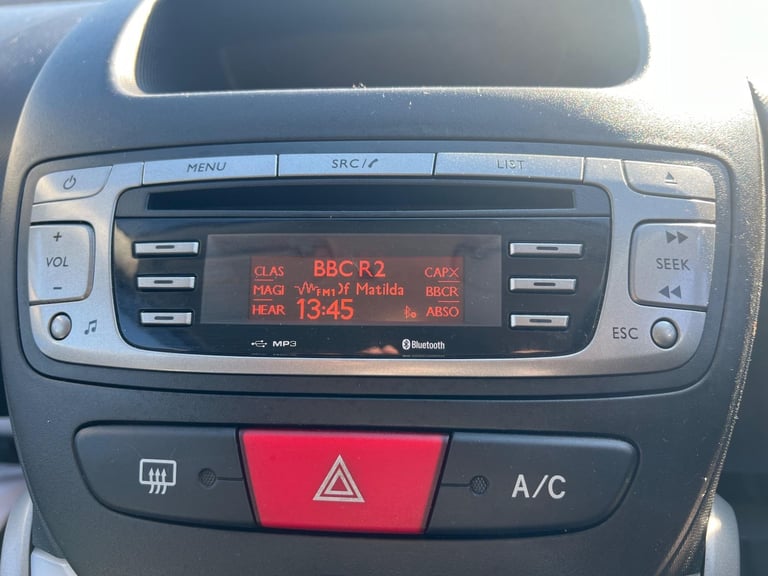 MENU
SRC/
LIST
+
VOL
-
CLAS
BBC R2
CAPX
MAGI
FM1
Of Matilda
BBCR
HEAR
13:45
ABSO
SEEK
ESC
MP3
Bluetooth
A/C